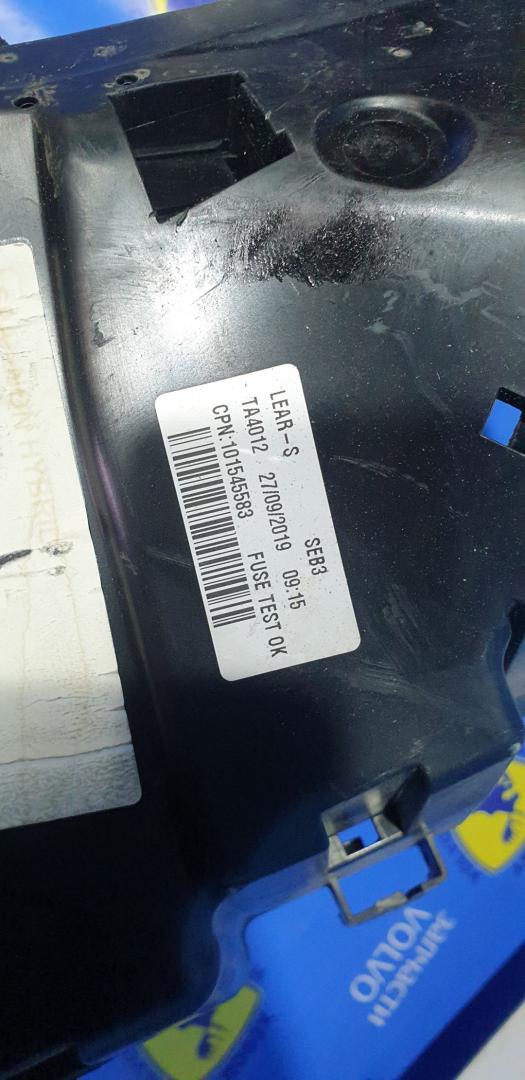 LEAR-S SEB3
TA4012 27/09/2019 09:15
CPN:101545583 FUSE TEST OK
запчасти
VOLVO